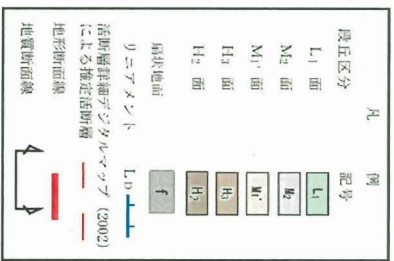 凡 例
段丘区分 記号
L₁ 面 L₁
M₂ 面 M₂
M₁' 面 M₁'
H₃ 面 H₃
H₂ 面 H₂
扇状地面 f
リニアメント L_D
活断層詳細デジタルマップ(2002)
による推定活断層
地形断面線
地質断面線